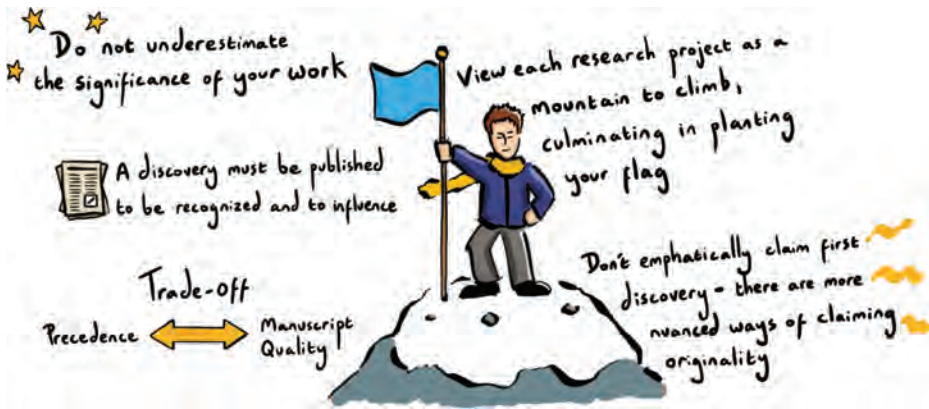 Do not underestimate
the significance of your work
View each research project as a
mountain to climb,
culminating in planting
your flag
A discovery must be published
to be recognized and to influence
Trade-off
Precedence
Manuscript
Quality
Don't emphatically claim first
discovery - there are more
nuanced ways of claiming
originality